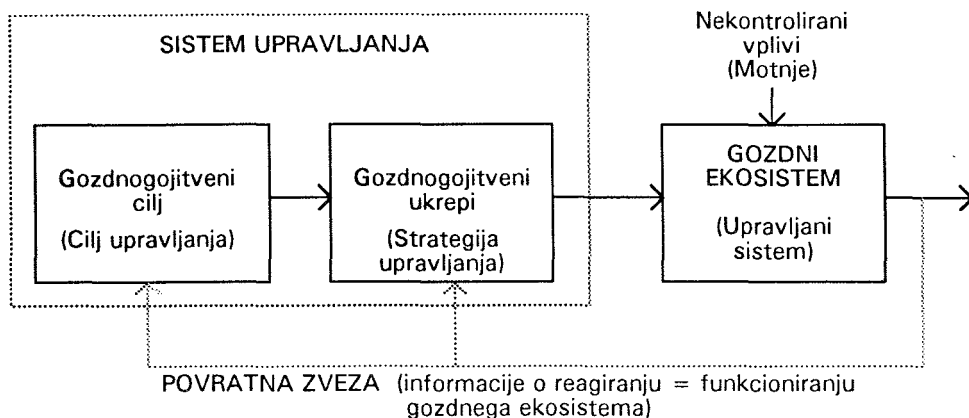 SISTEM UPRAVLJANJA
Nekontrolirani
vplivi
(Motnje)
Gozdnogojitveni
cilj
(Cilj upravljanja)
Gozdnogojitveni
ukrepi
(Strategija
upravljanja)
GOZDNI
EKOSISTEM
(Upravljani
sistem)
POVRATNA ZVEZA (informacije o reagiranju = funkcioniranju
gozdnega ekosistema)